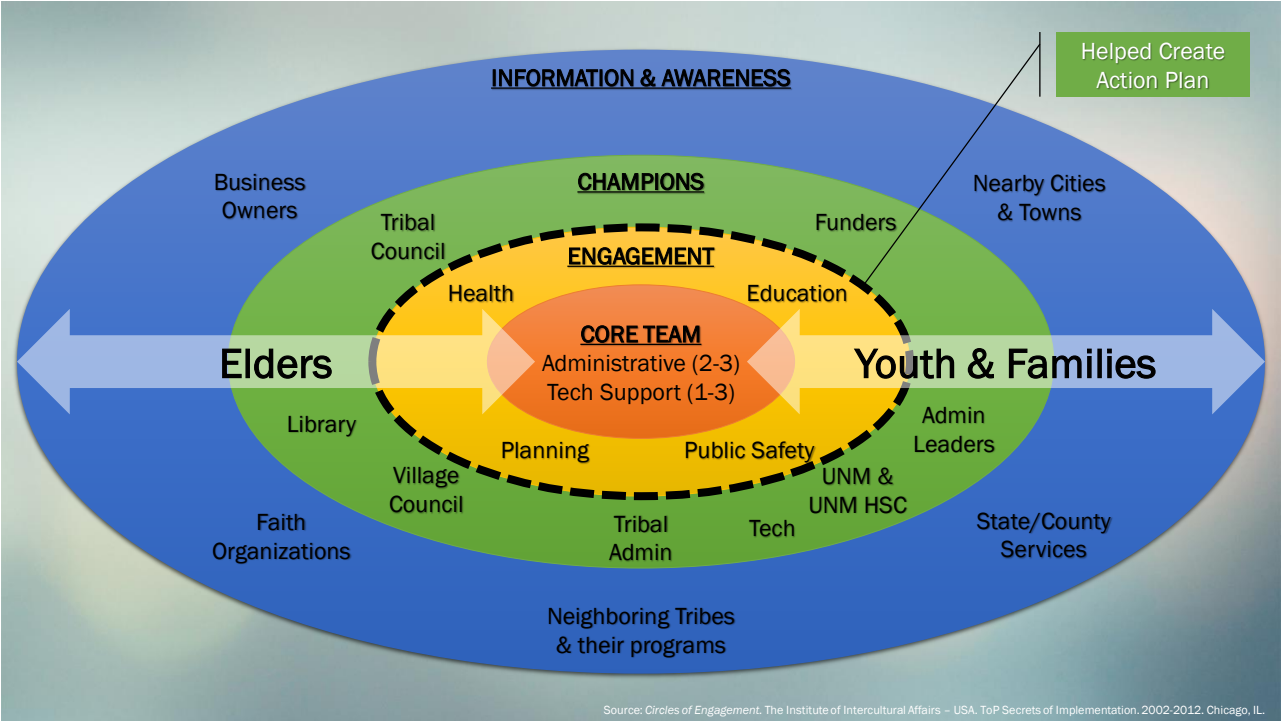 Helped Create
Action Plan
INFORMATION & AWARENESS
Business
Owners
Nearby Cities
& Towns
CHAMPIONS
Tribal
Council
Funders
ENGAGEMENT
Health
Education
CORE TEAM
Administrative (2-3)
Tech Support (1-3)
Elders
Youth & Families
Library
Admin
Leaders
Planning
Public Safety
Village
Council
UNM &
UNM HSC
Tribal
Admin
Tech
Faith
Organizations
State/County
Services
Neighboring Tribes
& their programs
Source: Circles of Engagement. The Institute of Intercultural Affairs – USA. ToP Secrets of Implementation. 2002-2012. Chicago, IL.